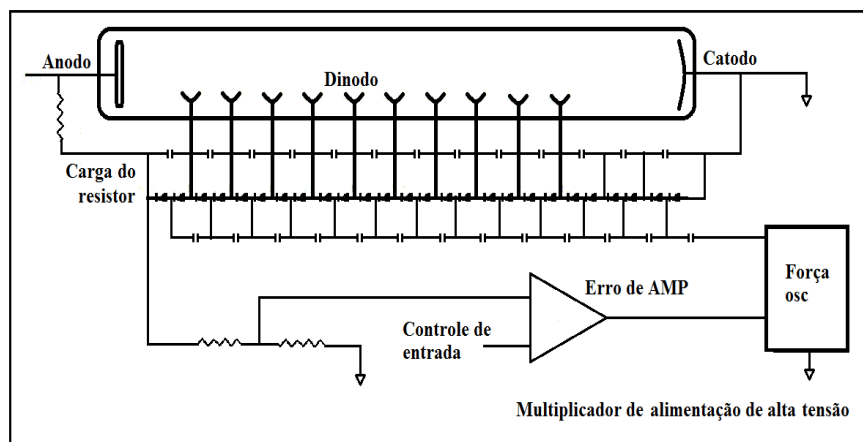 Anodo
Catodo
Dinodo
Carga do
resistor
Erro de AMP
Força
osc
Controle de
entrada
Multiplicador de alimentação de alta tensão